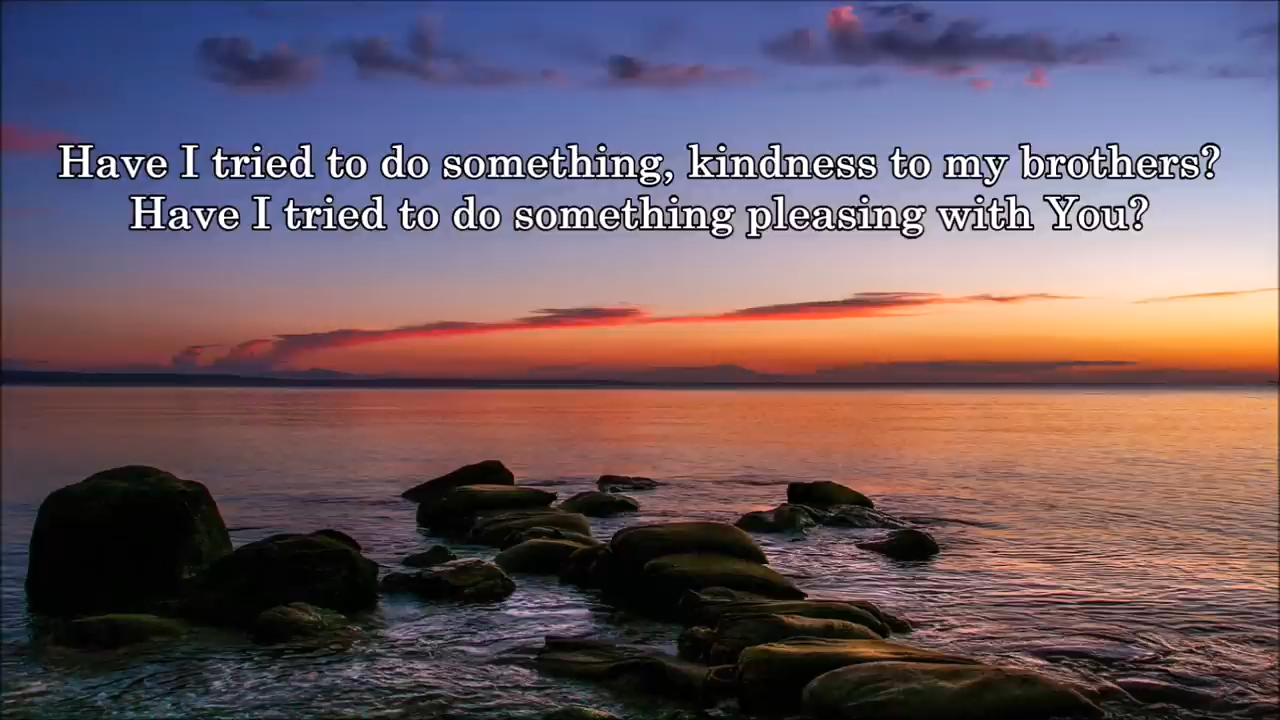 Have I tried to do something, kindness to my brothers?
Have I tried to do something pleasing with You?